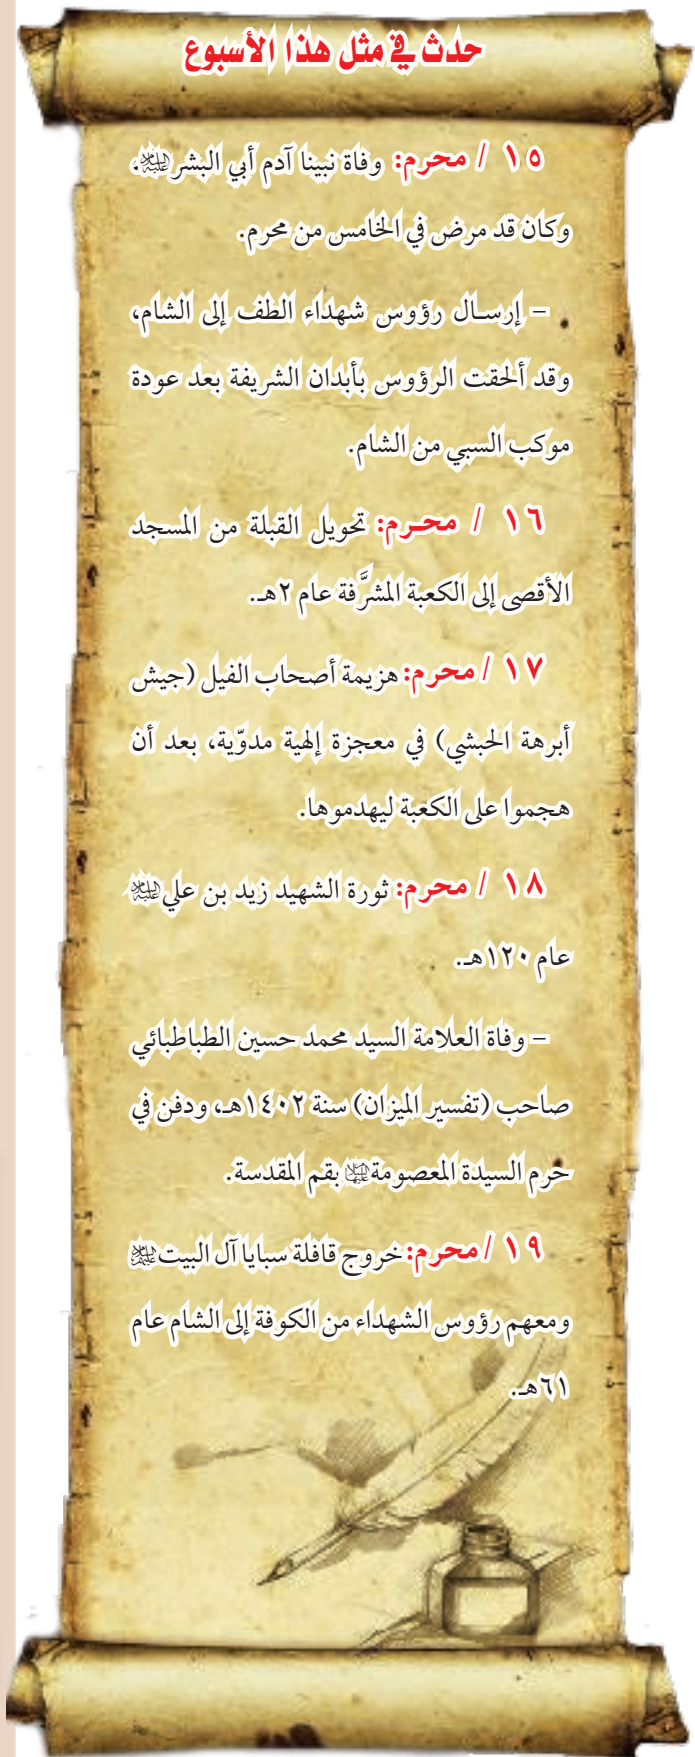 حدث في مثل هذا الأسبوع
١٥ / محرم: وفاة نبينا آدم أبي البشر عليه السلام،
وكان قد مرض في الخامس من محرم.
- إرسال رؤوس شهداء الطف إلى الشام،
وقد ألحقت الرؤوس بأبدان الشريفة بعد عودة
موكب السبي من الشام.
١٦ / محرم: تحويل القبلة من المسجد
الأقصى إلى الكعبة المشرَّفة عام ٢هـ.
١٧ / محرم: هزيمة أصحاب الفيل (جيش
أبرهة الحبشي) في معجزة إلهية مدوّية، بعد أن
هجموا على الكعبة ليهدموها.
١٨ / محرم: ثورة الشهيد زيد بن علي عليه السلام
عام ١٢٠هـ.
- وفاة العلامة السيد محمد حسين الطباطبائي
صاحب (تفسير الميزان) سنة ١٤٠٢هـ، ودفن في
حرم السيدة المعصومة عليها السلام بقم المقدسة.
١٩ / محرم: خروج قافلة سبايا آل البيت عليهم السلام
ومعهم رؤوس الشهداء من الكوفة إلى الشام عام
٦١هـ.